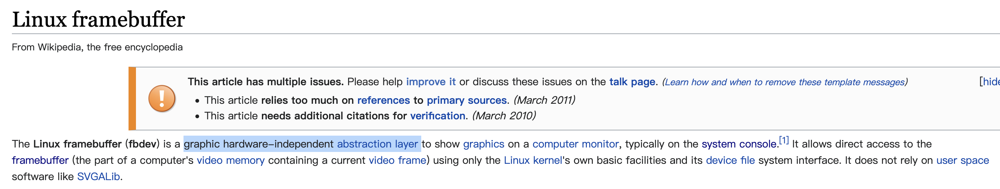 Linux framebuffer
From Wikipedia, the free encyclopedia
This article has multiple issues. Please help improve it or discuss these issues on the talk page. (Learn how and when to remove these template messages) [hide
• This article relies too much on references to primary sources. (March 2011)
• This article needs additional citations for verification. (March 2010)
The Linux framebuffer (fbdev) is a graphic hardware-independent abstraction layer to show graphics on a computer monitor, typically on the system console.[1] It allows direct access to the
framebuffer (the part of a computer's video memory containing a current video frame) using only the Linux kernel's own basic facilities and its device file system interface. It does not rely on user space
software like SVGALib.